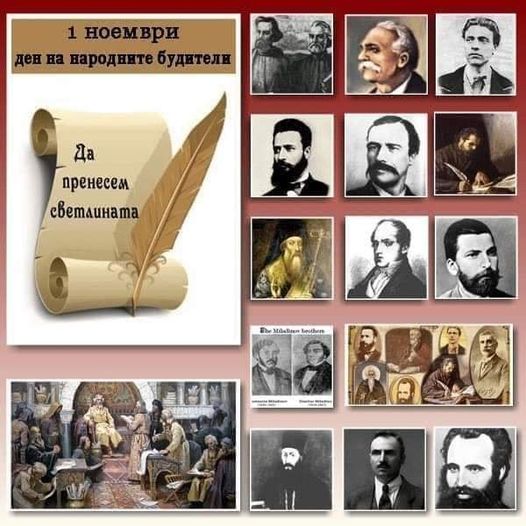 1 ноември
ден на народните будители
Да
пренесем
светлината
The Miladinov brothers